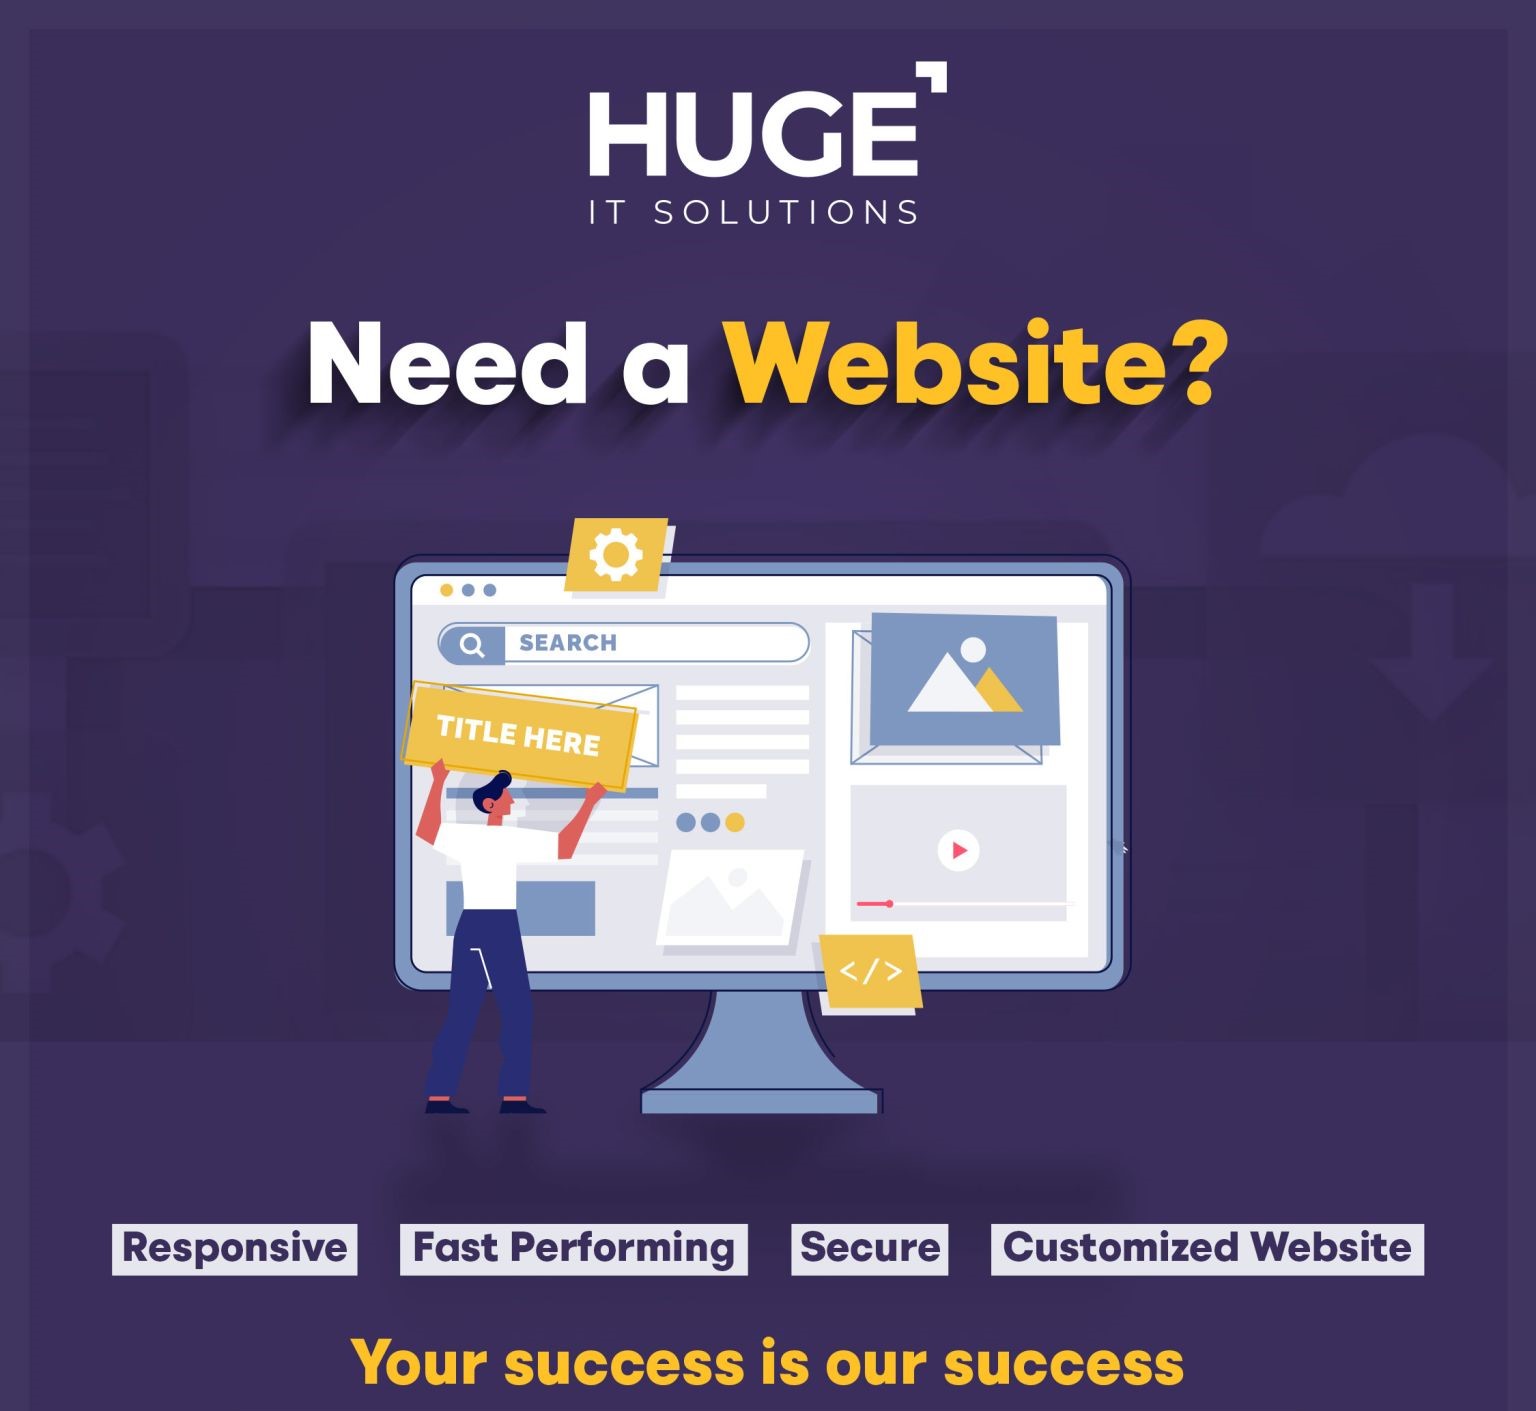 HUGE
IT SOLUTIONS
Need a Website?
SEARCH
TITLE HERE
</>
Responsive Fast Performing Secure Customized Website
Your success is our success